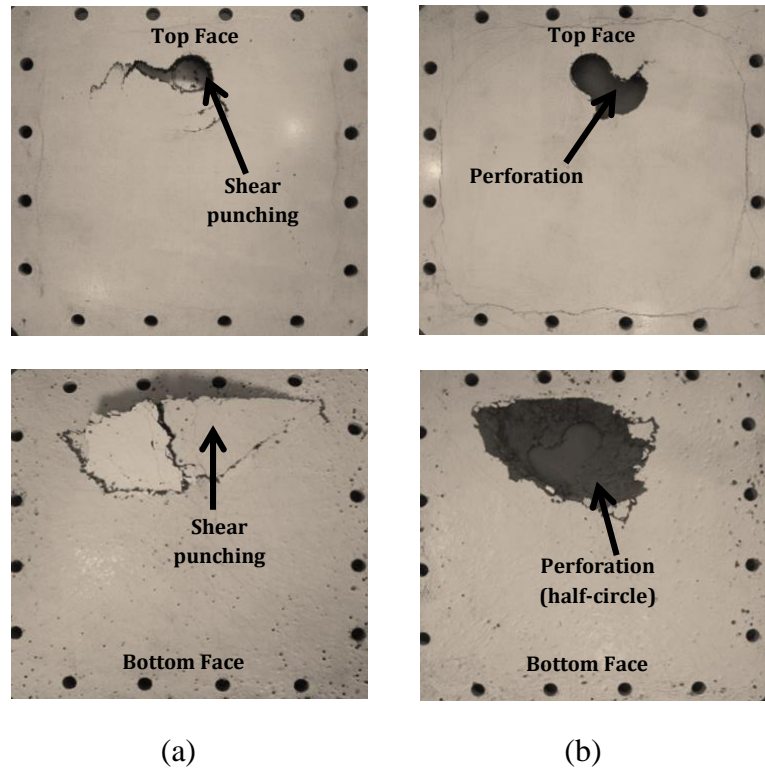 Top Face
Shear
punching
Top Face
Perforation
Shear
punching
Bottom Face
Perforation
(half-circle)
Bottom Face
(a)
(b)